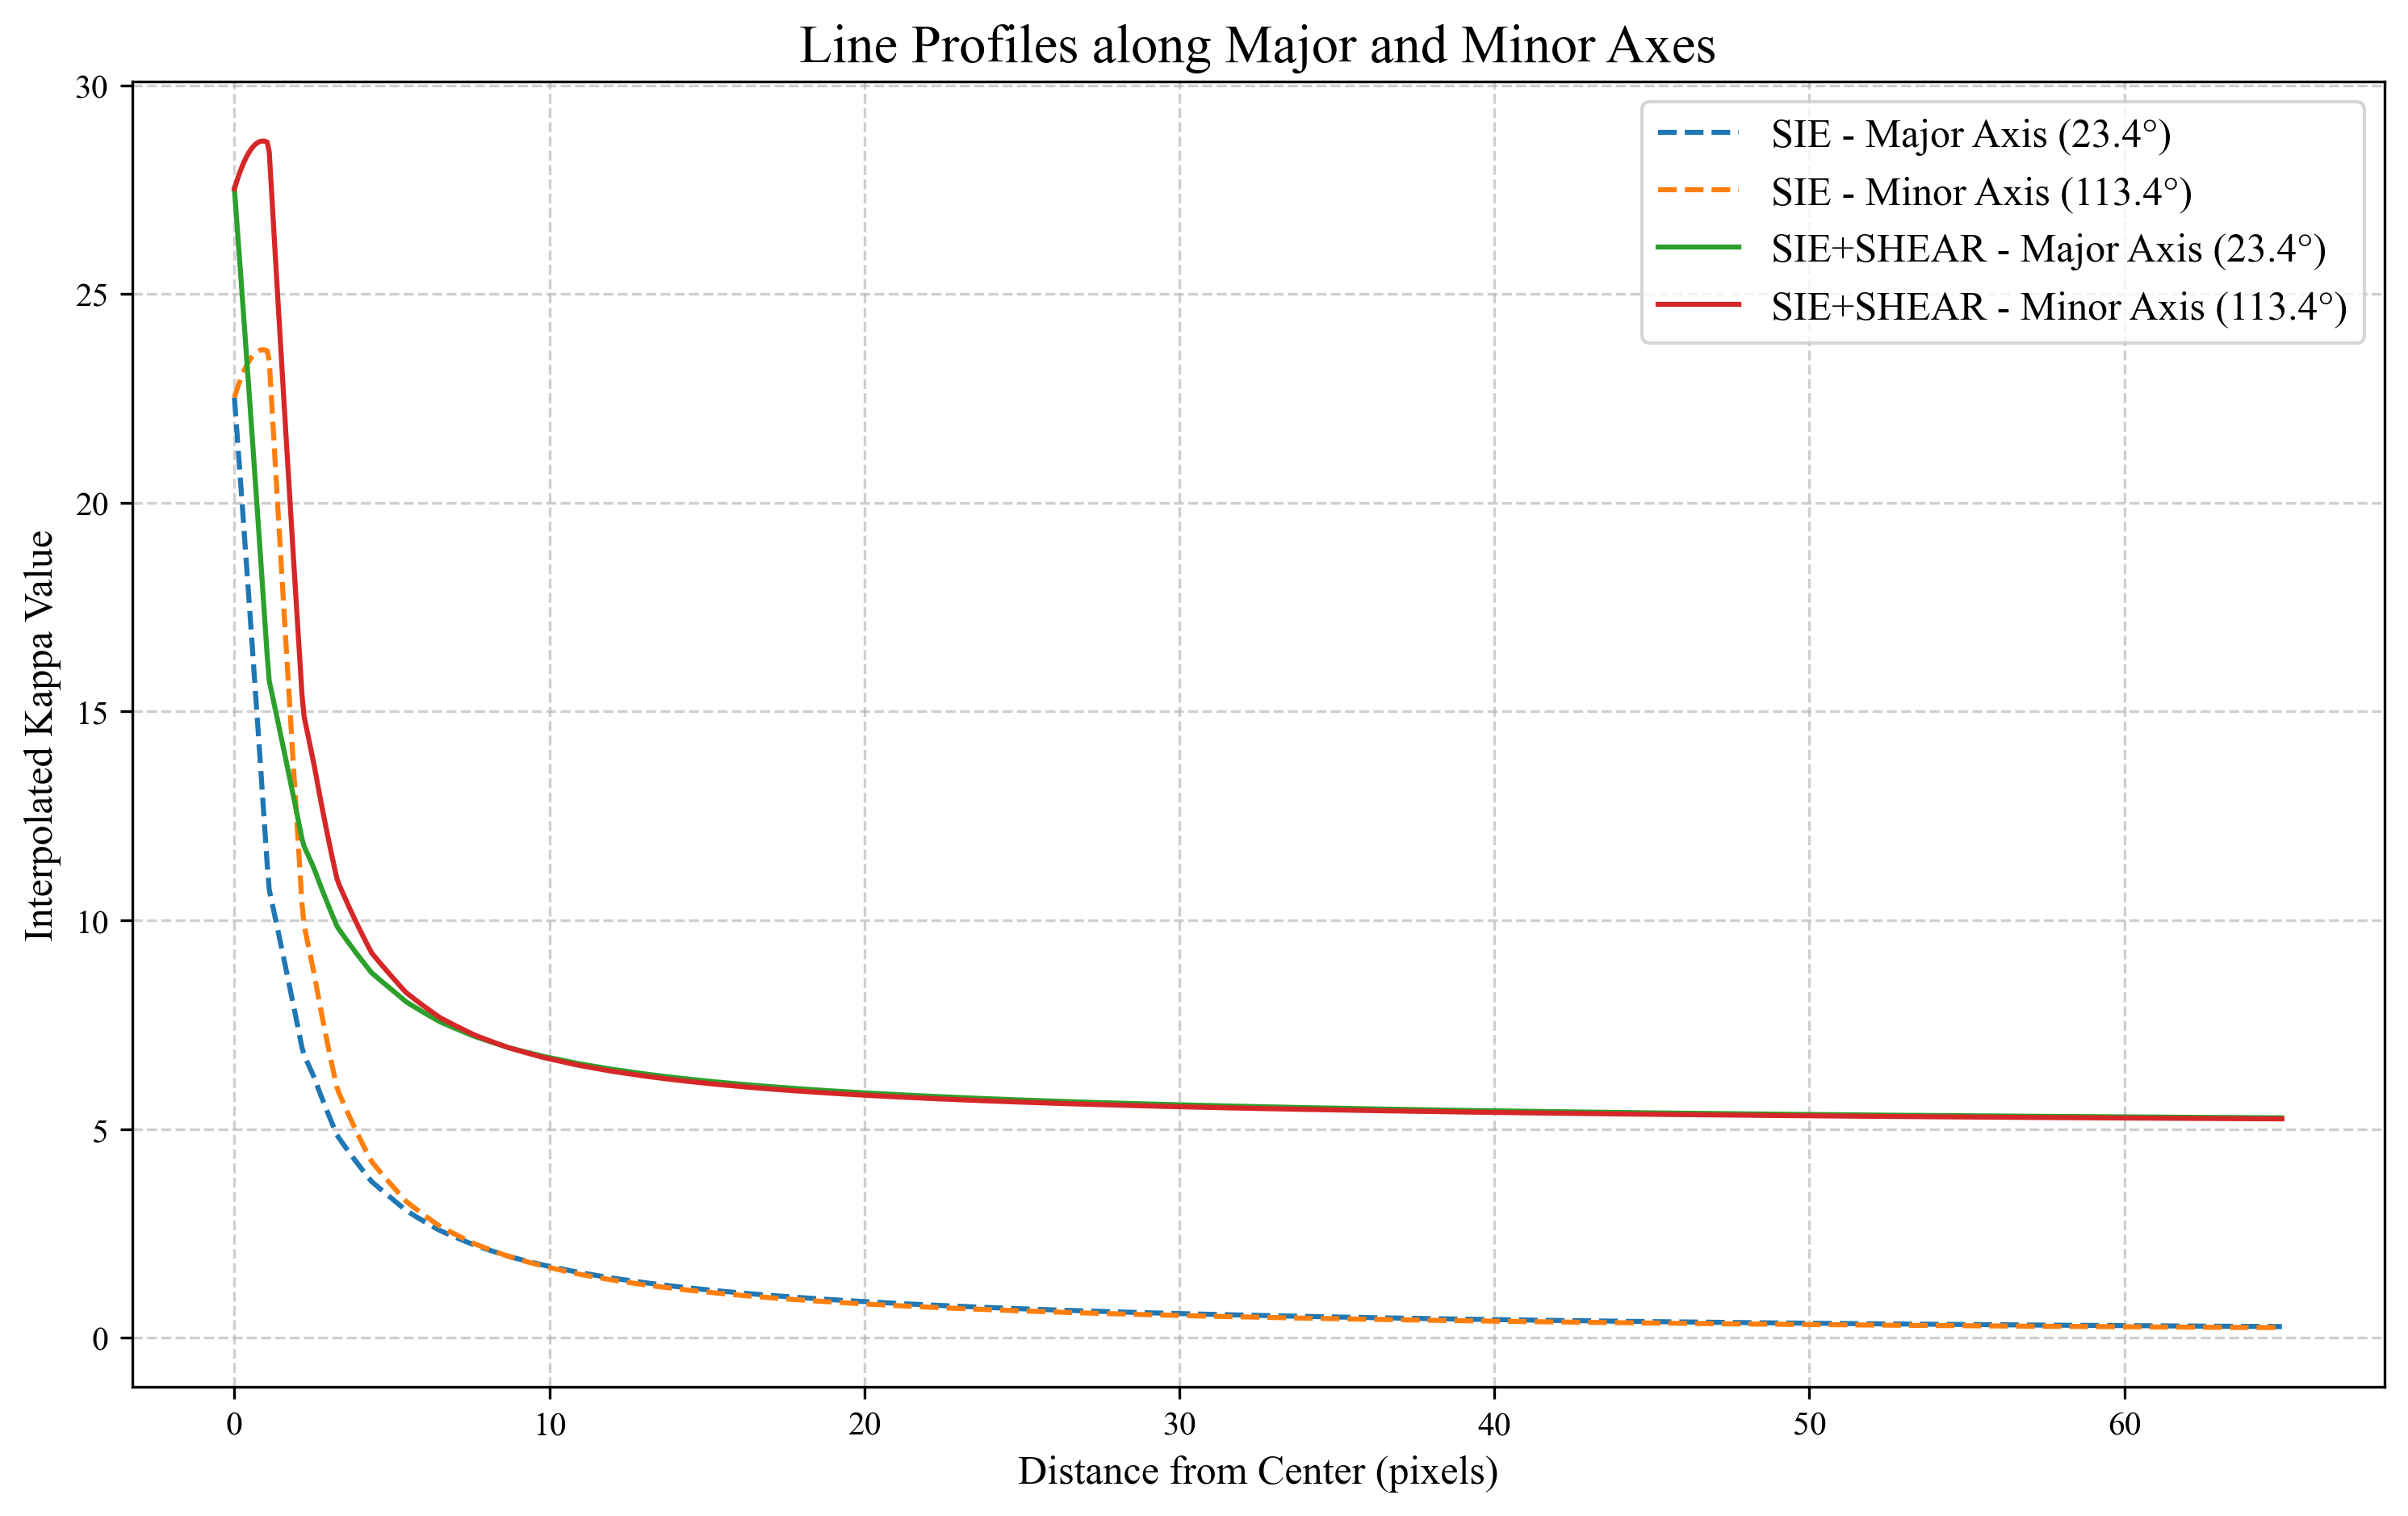 Line Profiles along Major and Minor Axes
30
25
20
15
10
5
0
Interpolated Kappa Value
SIE - Major Axis (23.4°)
SIE - Minor Axis (113.4°)
SIE+SHEAR - Major Axis (23.4°)
SIE+SHEAR - Minor Axis (113.4°)
0 10 20 30 40 50 60
Distance from Center (pixels)